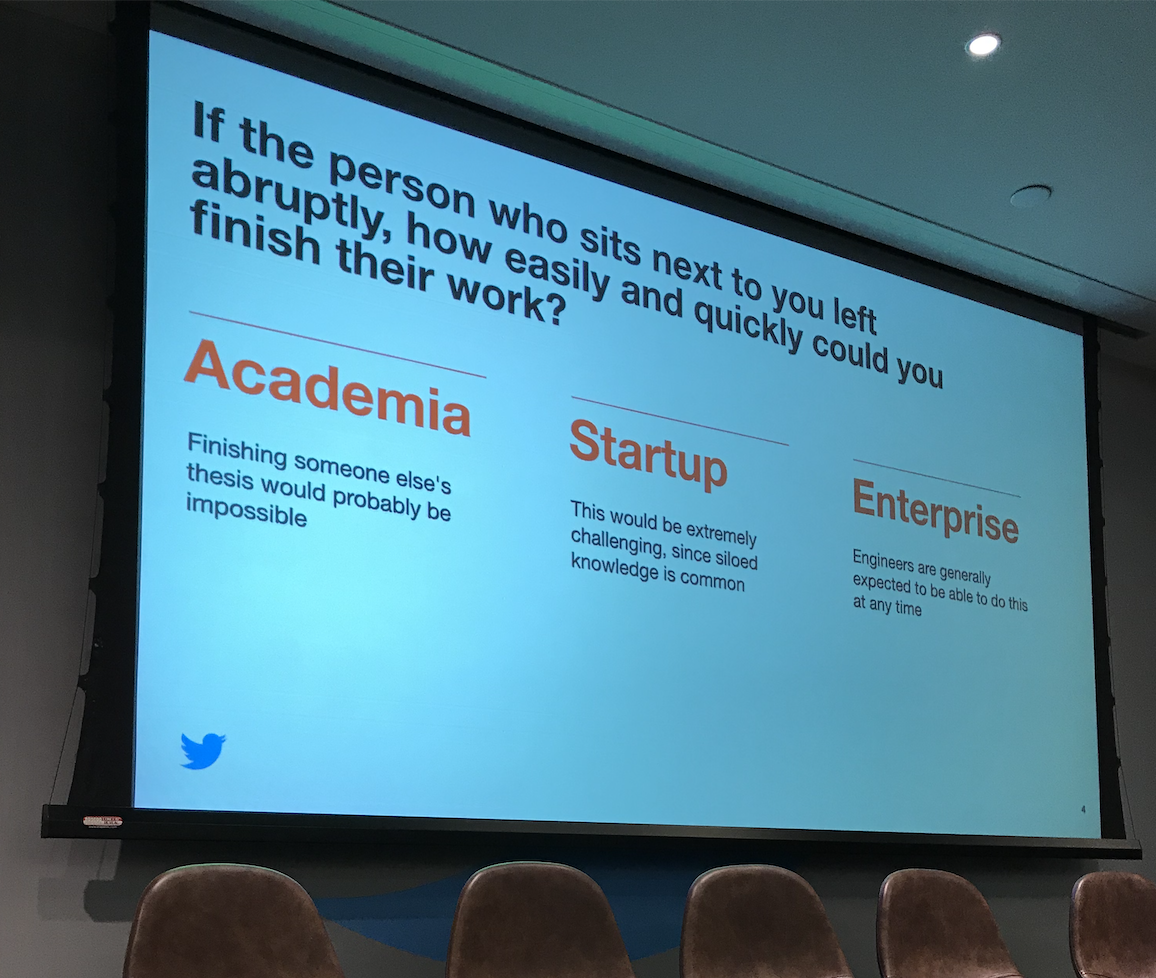 If the person who sits next to you left
abruptly, how easily and quickly could you
finish their work?
Academia
Finishing someone else's
thesis would probably be
impossible
Startup
This would be extremely
challenging, since siloed
knowledge is common
Enterprise
Engineers are generally
expected to be able to do this
at any time
4